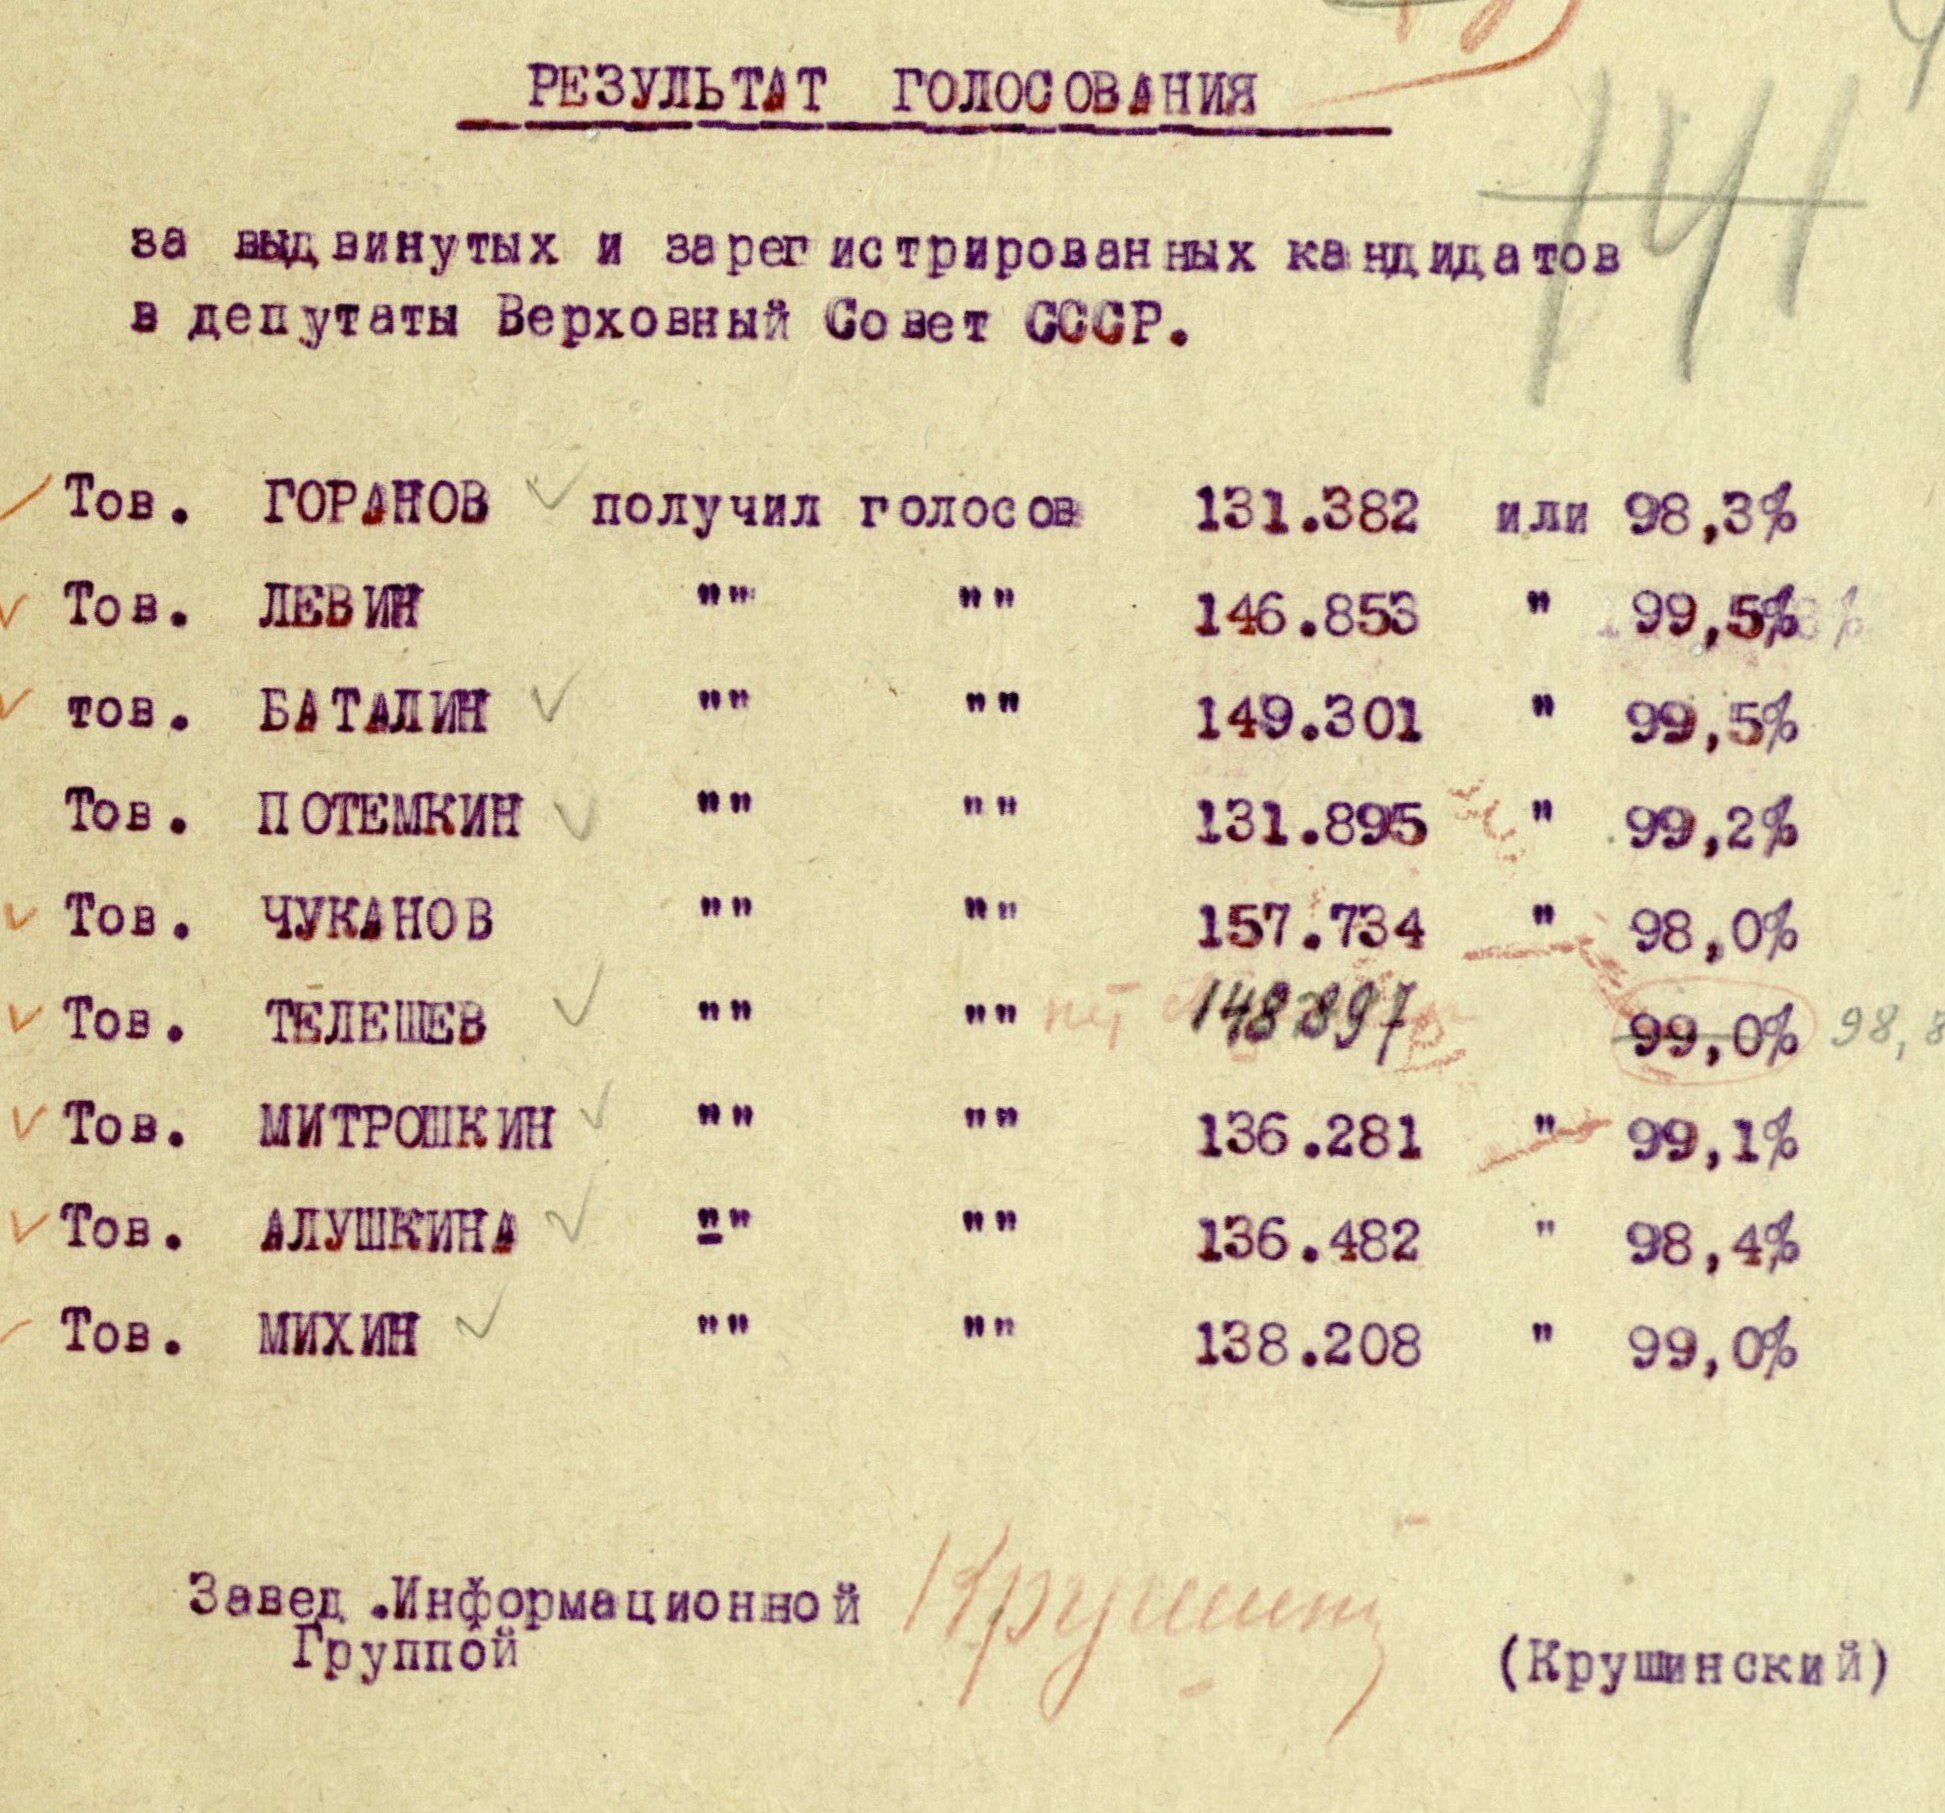 141
РЕЗУЛЬТАТ ГОЛОСОВАНИЯ
за выдвинутых и зарегистрированных кандидатов
в депутаты Верховный Совет СССР.
Тов. ГОРАНОВ получил голосов 131.382 или 98,3%
Тов. ЛЕВИН "" "" 146.853 " 99,5%
тов. БАТАЛИН "" "" 149.301 " 99,5%
Тов. ПОТЕМКИН "" "" 131.895 " 99,2%
Тов. ЧУКАНОВ "" "" 157.734 " 98,0%
Тов. ТЕЛЕШЕВ "" "" нет 148897 99,0% 98,8
Тов. МИТРОШКИН "" "" 136.281 " 99,1%
Тов. АЛУШКИНА "" "" 136.482 " 98,4%
Тов. МИХИН "" "" 138.208 " 99,0%
Завед.Информационной
Группой
(Крушинский)